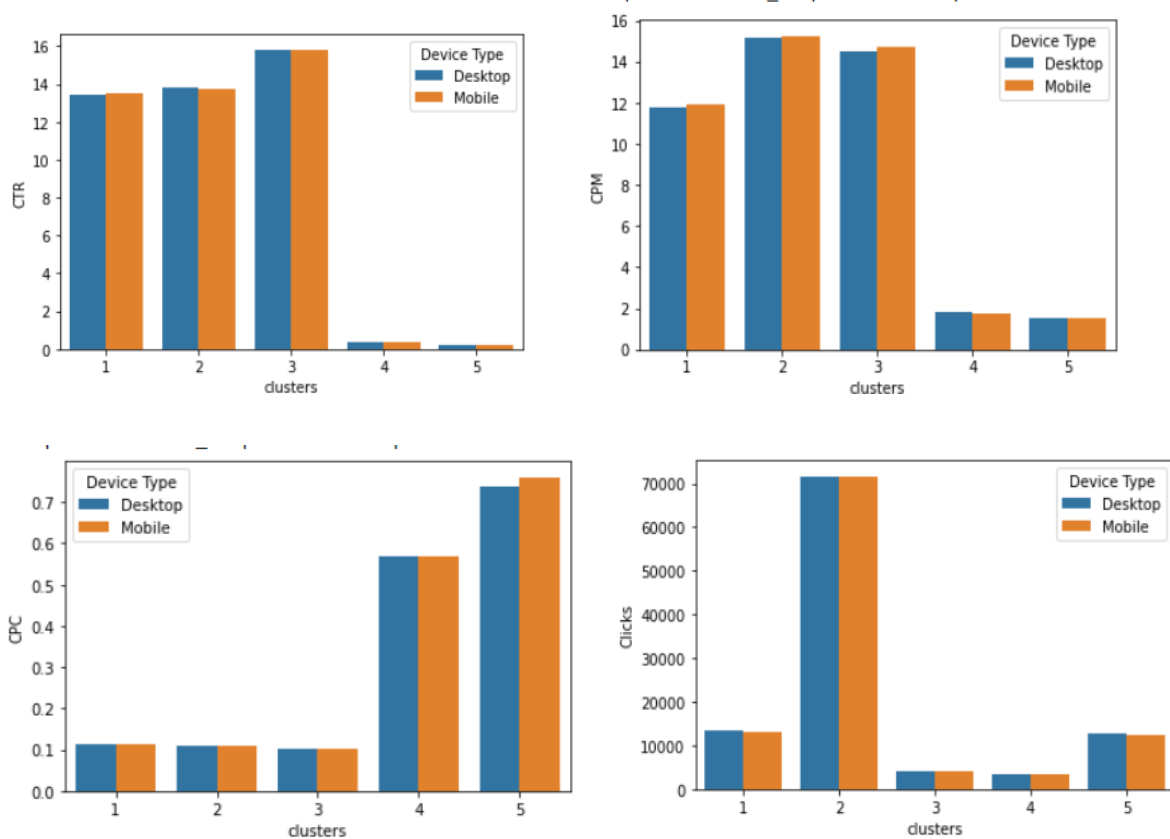 Device Type
Desktop
Mobile
16
14
12
10
8
6
4
2
0
CTR
1 2 3 4 5
clusters
Device Type
Desktop
Mobile
16
14
12
10
8
6
4
2
0
CPM
1 2 3 4 5
clusters
Device Type
Desktop
Mobile
0.7
0.6
0.5
0.4
0.3
0.2
0.1
0.0
CPC
1 2 3 4 5
clusters
Device Type
Desktop
Mobile
70000
60000
50000
40000
30000
20000
10000
0
Clicks
1 2 3 4 5
clusters